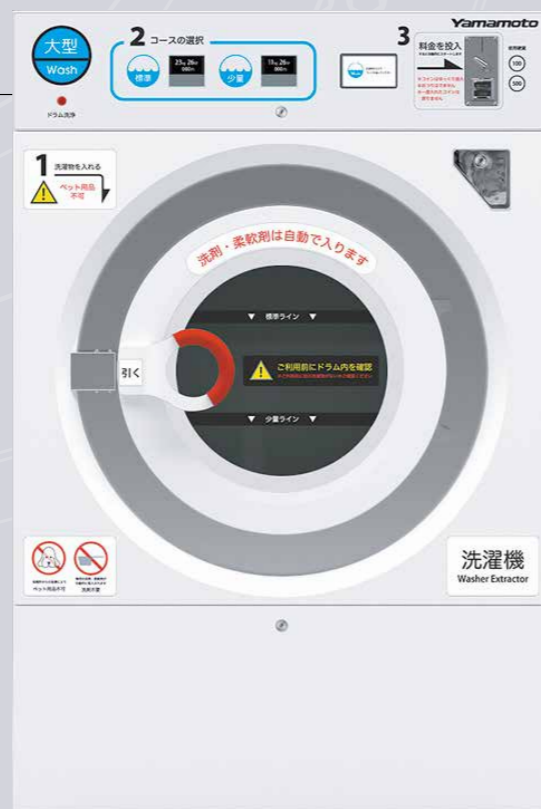 大型
Wash
ドラム洗浄
2 コースの選択
標準
少量
3
Yamamoto
料金を投入
100
500
1 洗濯物を入れる
ペット用品
不可
洗剤・柔軟剤は自動で入ります
▼ 標準ライン ▼
引く
ご利用前にドラム内を確認
▼ 少量ライン ▼
ペット用品不可
洗剤不要
洗濯機
Washer Extractor